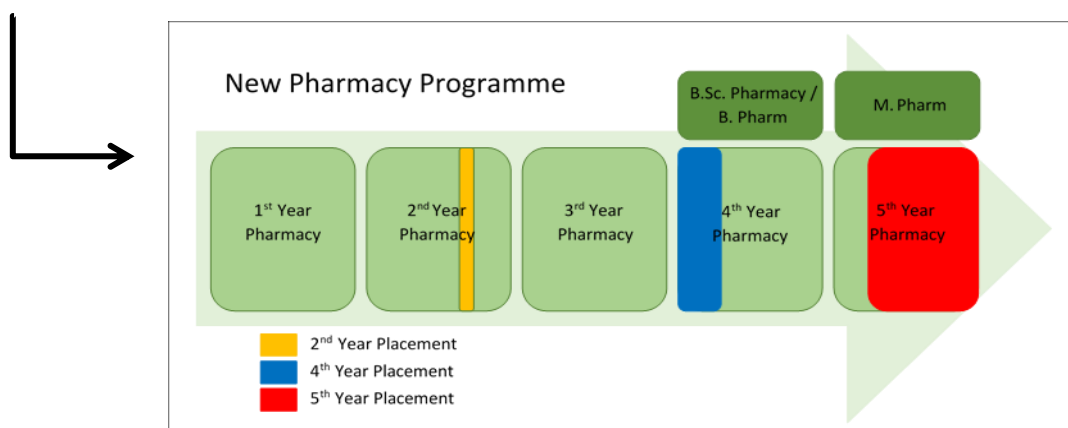 New Pharmacy Programme
B.Sc. Pharmacy /
B. Pharm
M. Pharm
1st Year
Pharmacy
2nd Year
Pharmacy
3rd Year
Pharmacy
4th Year
Pharmacy
5th Year
Pharmacy
2nd Year Placement
4th Year Placement
5th Year Placement